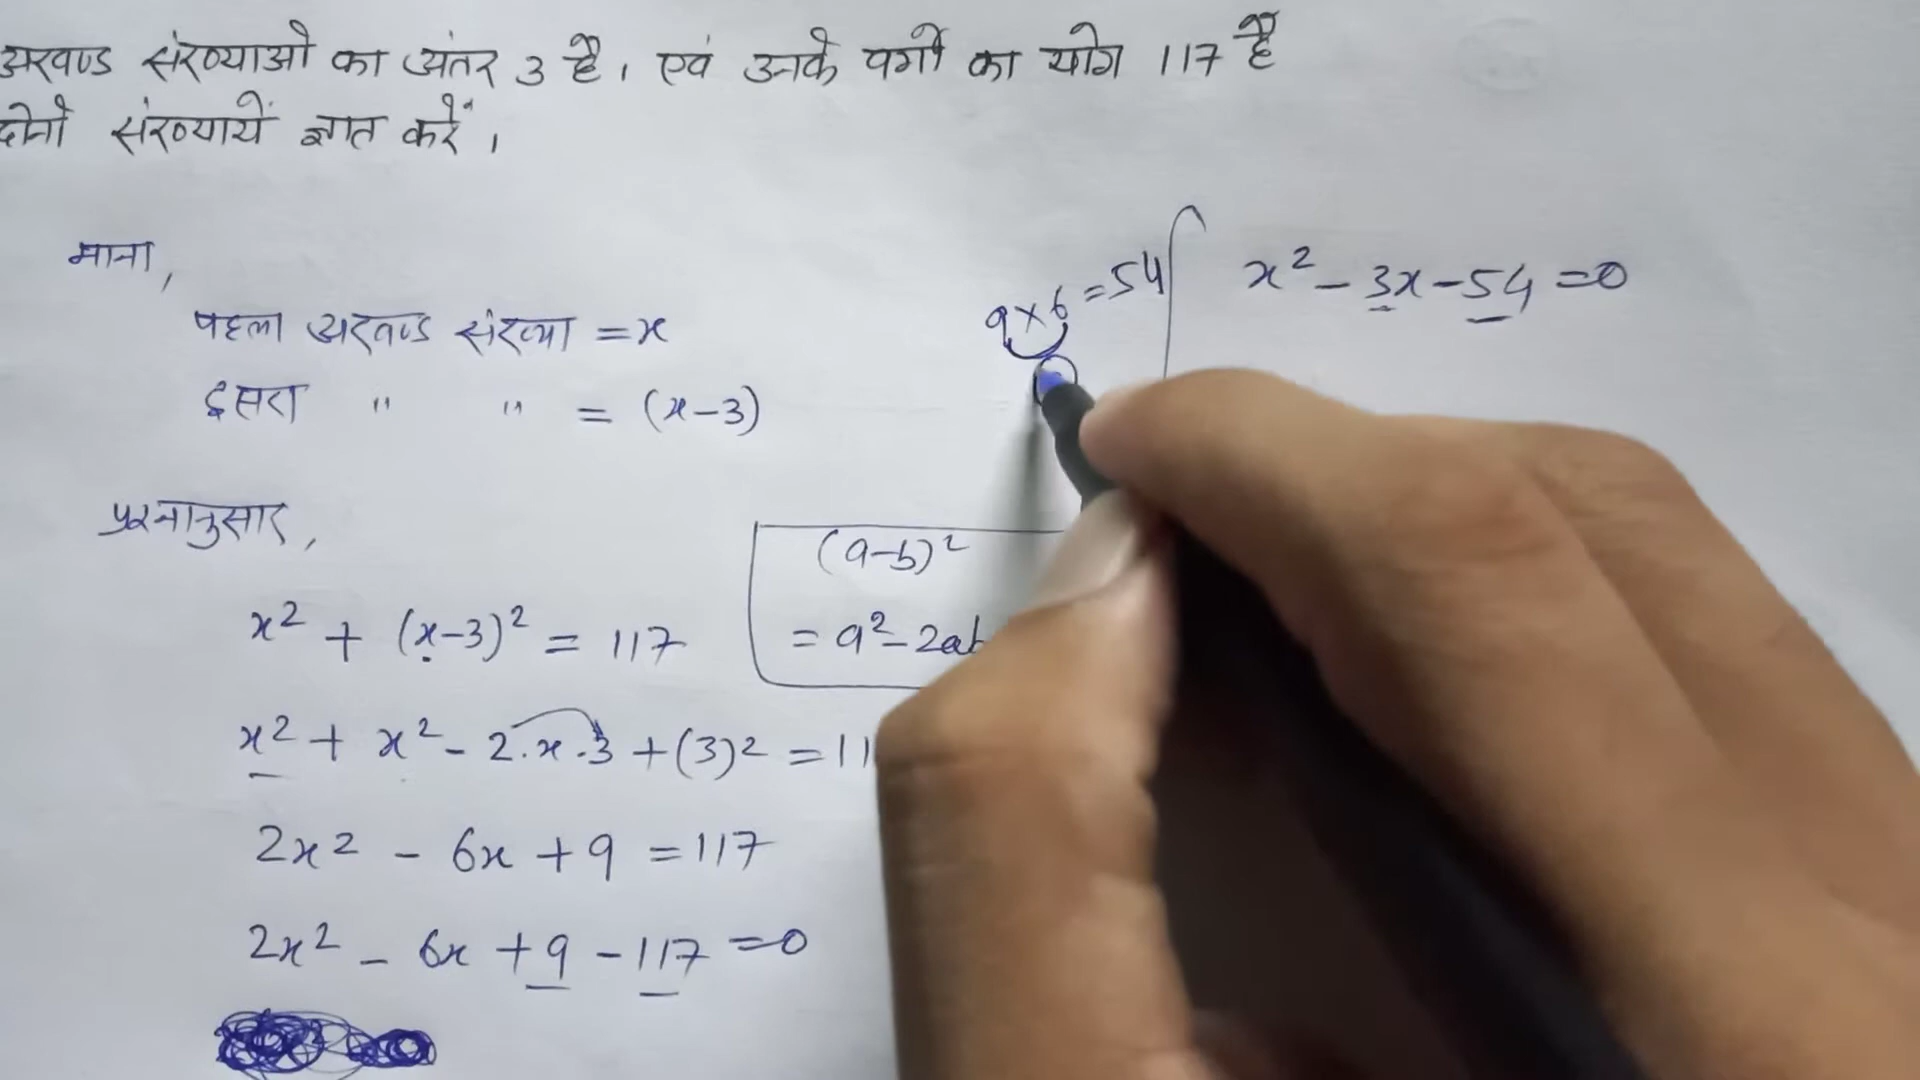 अखण्ड संख्याओ का अंतर 3 है। एवं उनके वर्गो का योग 117 है
दोनो संख्यायें ज्ञात करें।
माना,
पहला अखण्ड संख्या = x
दुसरा " " = (x-3)
प्रश्नानुसार,
x² + (x-3)² = 117
x² + x² - 2.x.3 + (3)² = 11
2x² - 6x + 9 = 117
2x² - 6x + 9 - 117 = 0
(a-b)²
= a² - 2ab
9×6 = 54
x² - 3x - 54 = 0